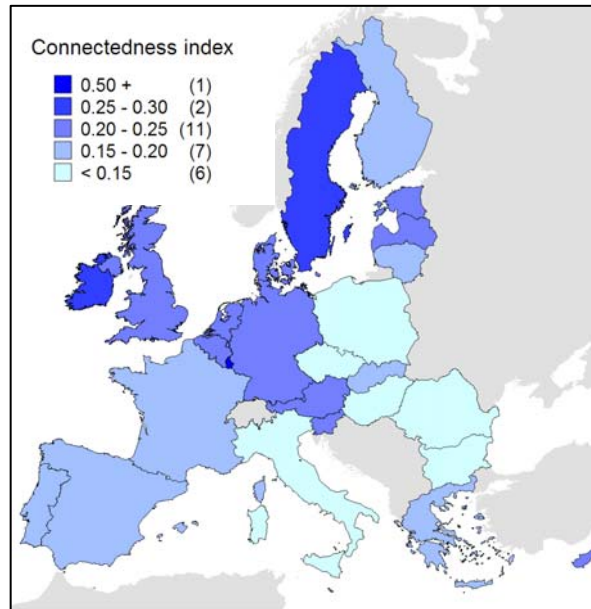 Connectedness index
0.50 + (1)
0.25 - 0.30 (2)
0.20 - 0.25 (11)
0.15 - 0.20 (7)
< 0.15 (6)